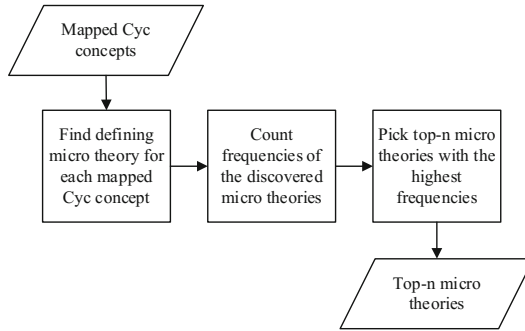 Mapped Cyc
concepts
Find defining
micro theory for
each mapped
Cyc concept
Count
frequencies of
the discovered
micro theories
Pick top-n micro
theories with the
highest
frequencies
Top-n micro
theories